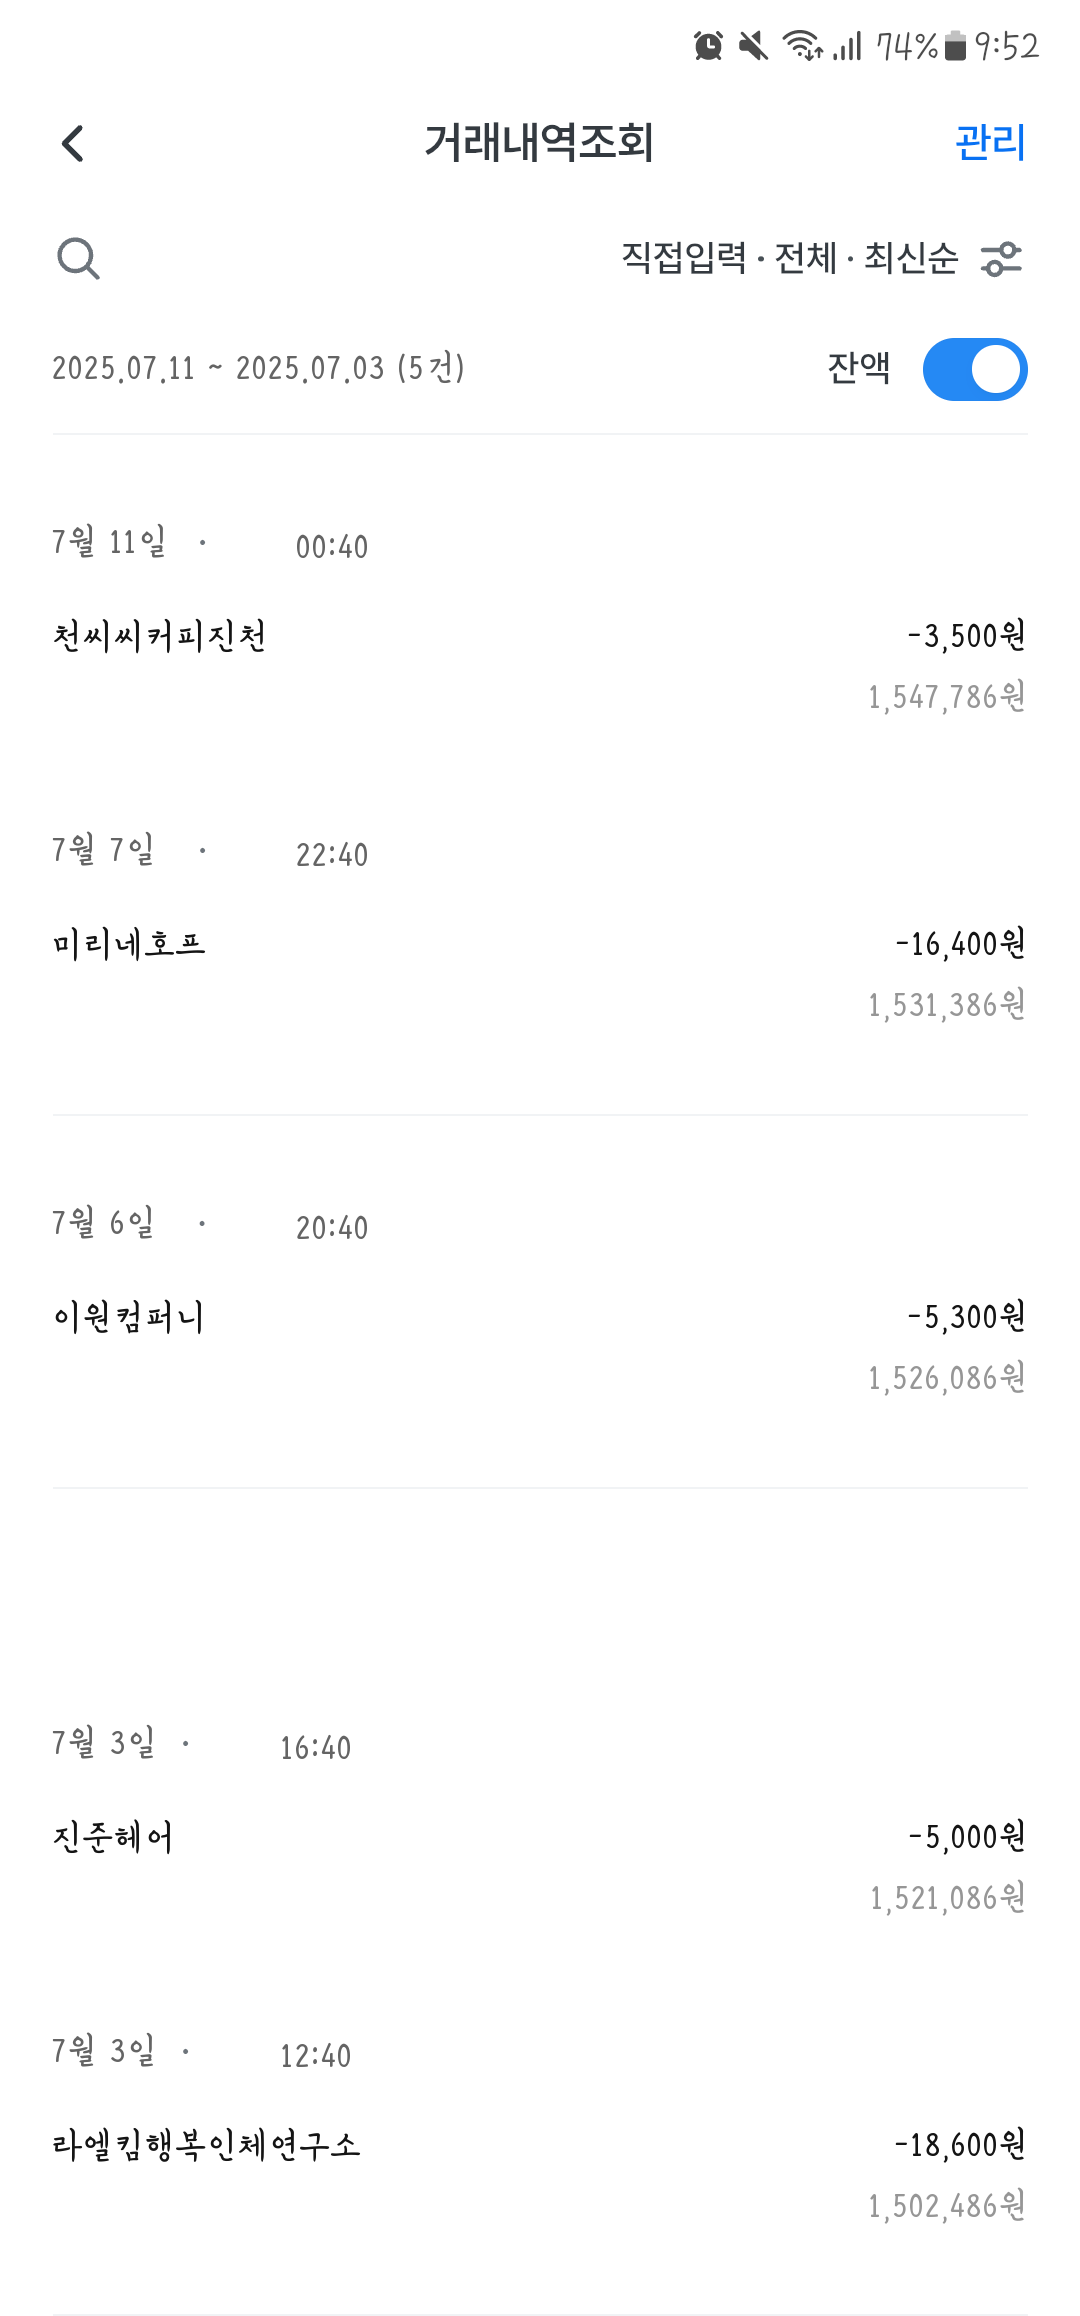 74% 9:52
거래내역조회 관리
직접입력 · 전체 · 최신순
2025.07.11 ~ 2025.07.03 (5건) 잔액
7월 11일 · 00:40
천씨씨커피진천 -3,500원
1,547,786원
7월 7일 · 22:40
미리네호프 -16,400원
1,531,386원
7월 6일 · 20:40
이원컴퍼니 -5,300원
1,526,086원
7월 3일 · 16:40
진준헤어 -5,000원
1,521,086원
7월 3일 · 12:40
라엘킴행복인체연구소 -18,600원
1,502,486원